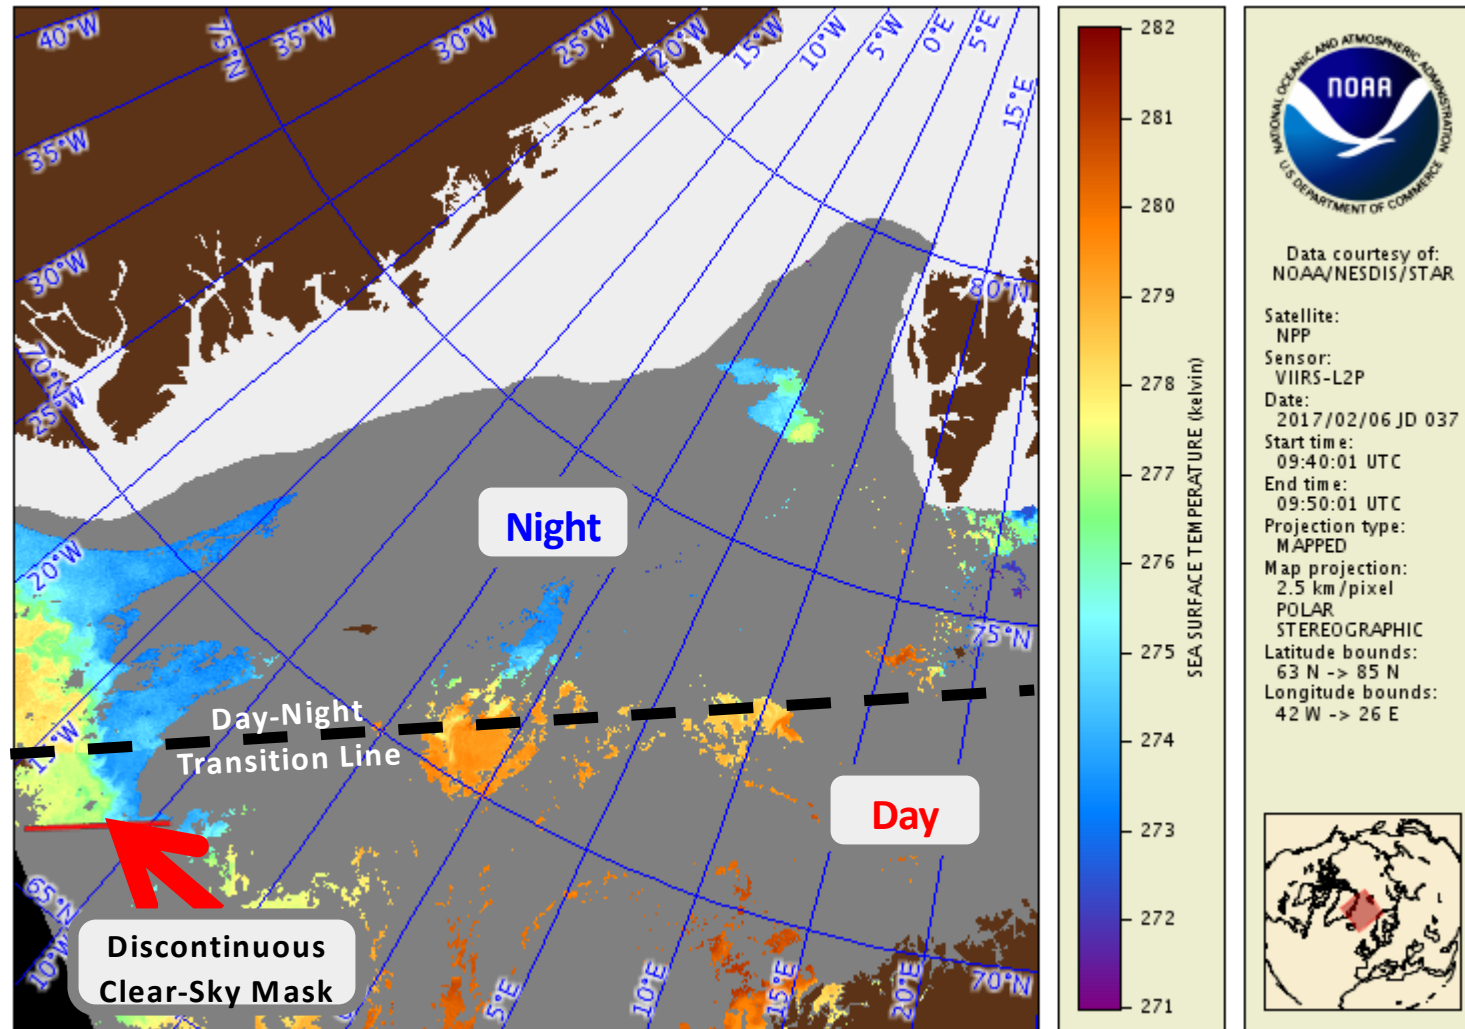 40°W
75°N
35°W
30°W
25°W
20°W
15°W
10°W
5°W
0°E
5°E
15°E
35°W
30°W
80°N
70°N
25°W
Night
20°W
75°N
Day-Night
Transition Line
Day
65°N
Discontinuous
Clear-Sky Mask
10°W
5°E
10°E
15°E
20°E
70°N
282
281
280
279
278
277
276
275
274
273
272
271
SEA SURFACE TEMPERATURE (kelvin)
NATIONAL OCEANIC AND ATMOSPHERIC ADMINISTRATION
NOAA
U.S. DEPARTMENT OF COMMERCE
Data courtesy of:
NOAA/NESDIS/STAR
Satellite:
NPP
Sensor:
VIIRS-L2P
Date:
2017/02/06 JD 037
Start time:
09:40:01 UTC
End time:
09:50:01 UTC
Projection type:
MAPPED
Map projection:
2.5 km/pixel
POLAR
STEREOGRAPHIC
Latitude bounds:
63 N -> 85 N
Longitude bounds:
42 W -> 26 E